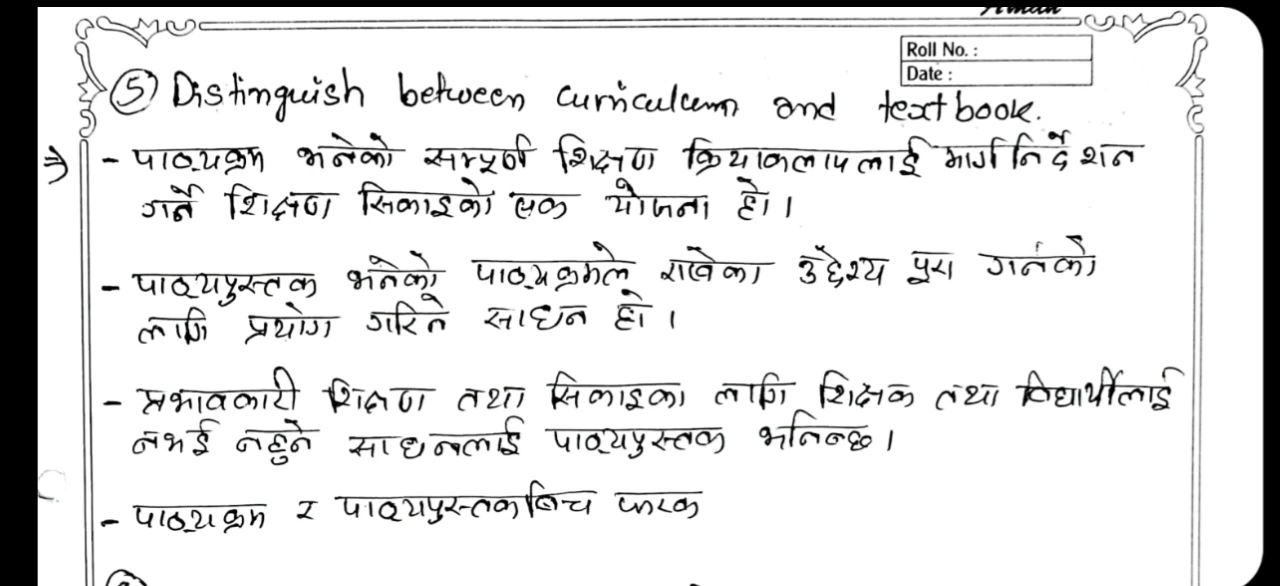 Roll No. :
Date :
⑤ Distinguish between curriculum and textbook.
⇒ - पाठ्यक्रम भनेको सम्पूर्ण शिक्षण क्रियाकलापलाई मार्गनिर्देशन
गर्ने शिक्षण सिकाइको एक योजना हो ।
- पाठ्यपुस्तक भनेको पाठ्यक्रमले राखेका उद्देश्य पूरा गर्नको
लागि प्रयोग गरिने साधन हो ।
- प्रभावकारी शिक्षण तथा सिकाइका लागि शिक्षक तथा विद्यार्थीलाई
नभई नहुने साधनलाई पाठ्यपुस्तक भनिन्छ ।
- पाठ्यक्रम र पाठ्यपुस्तकबिच फरक